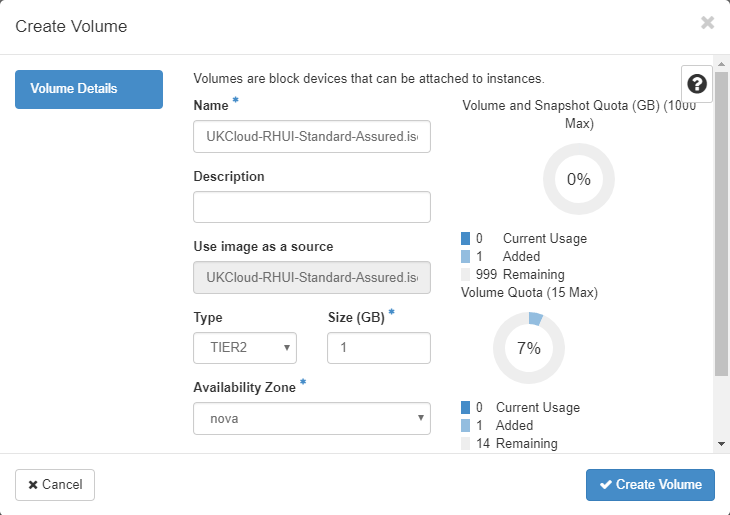 Create Volume
×
Volume Details
Volumes are block devices that can be attached to instances.
?
Name *
UKCloud-RHUI-Standard-Assured.is
Description
Use image as a source
UKCloud-RHUI-Standard-Assured.is
Type
TIER2
Size (GB) *
1
Availability Zone *
nova
Volume and Snapshot Quota (GB) (1000
Max)
0%
0 Current Usage
1 Added
999 Remaining
Volume Quota (15 Max)
7%
0 Current Usage
1 Added
14 Remaining
Cancel
Create Volume